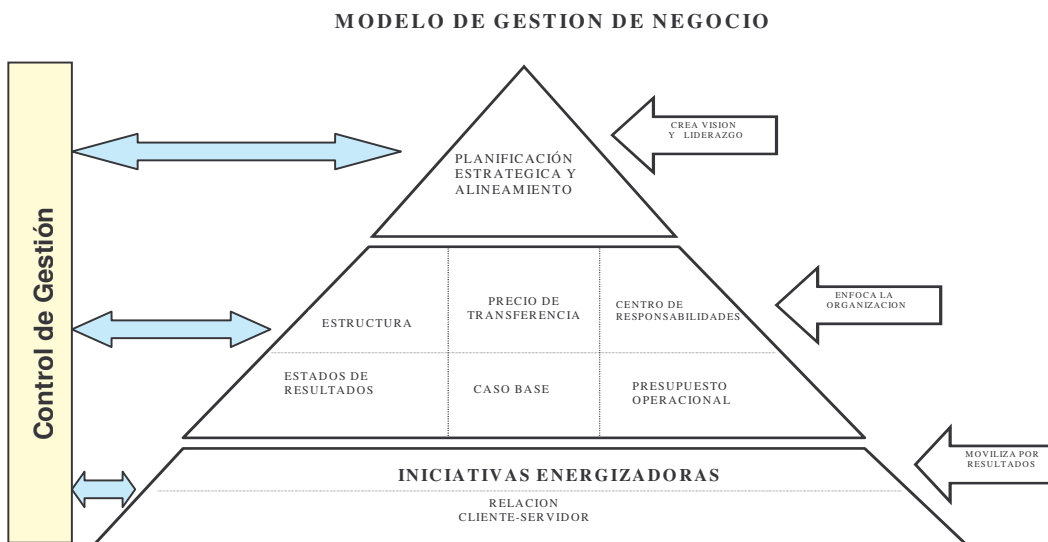 MODELO DE GESTION DE NEGOCIO
Control de Gestión
PLANIFICACIÓN
ESTRATEGICA Y
ALINEAMIENTO
CREA VISION
Y LIDERAZGO
ESTRUCTURA
PRECIO DE
TRANSFERENCIA
CENTRO DE
RESPONSABILIDADES
ENFOCA LA
ORGANIZACION
ESTADOS DE
RESULTADOS
CASO BASE
PRESUPUESTO
OPERACIONAL
INICIATIVAS ENERGIZADORAS
RELACION
CLIENTE-SERVIDOR
MOVILIZA POR
RESULTADOS